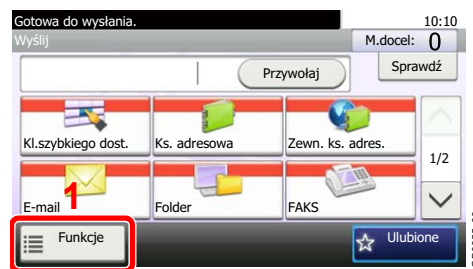 Gotowa do wysłania.
10:10
Wyślij
M.docel: 0
Przywołaj
Sprawdź
Kl.szybkiego dost.
Ks. adresowa
Zewn. ks. adres.
1/2
E-mail
Folder
FAKS
1
Funkcje
Ulubione